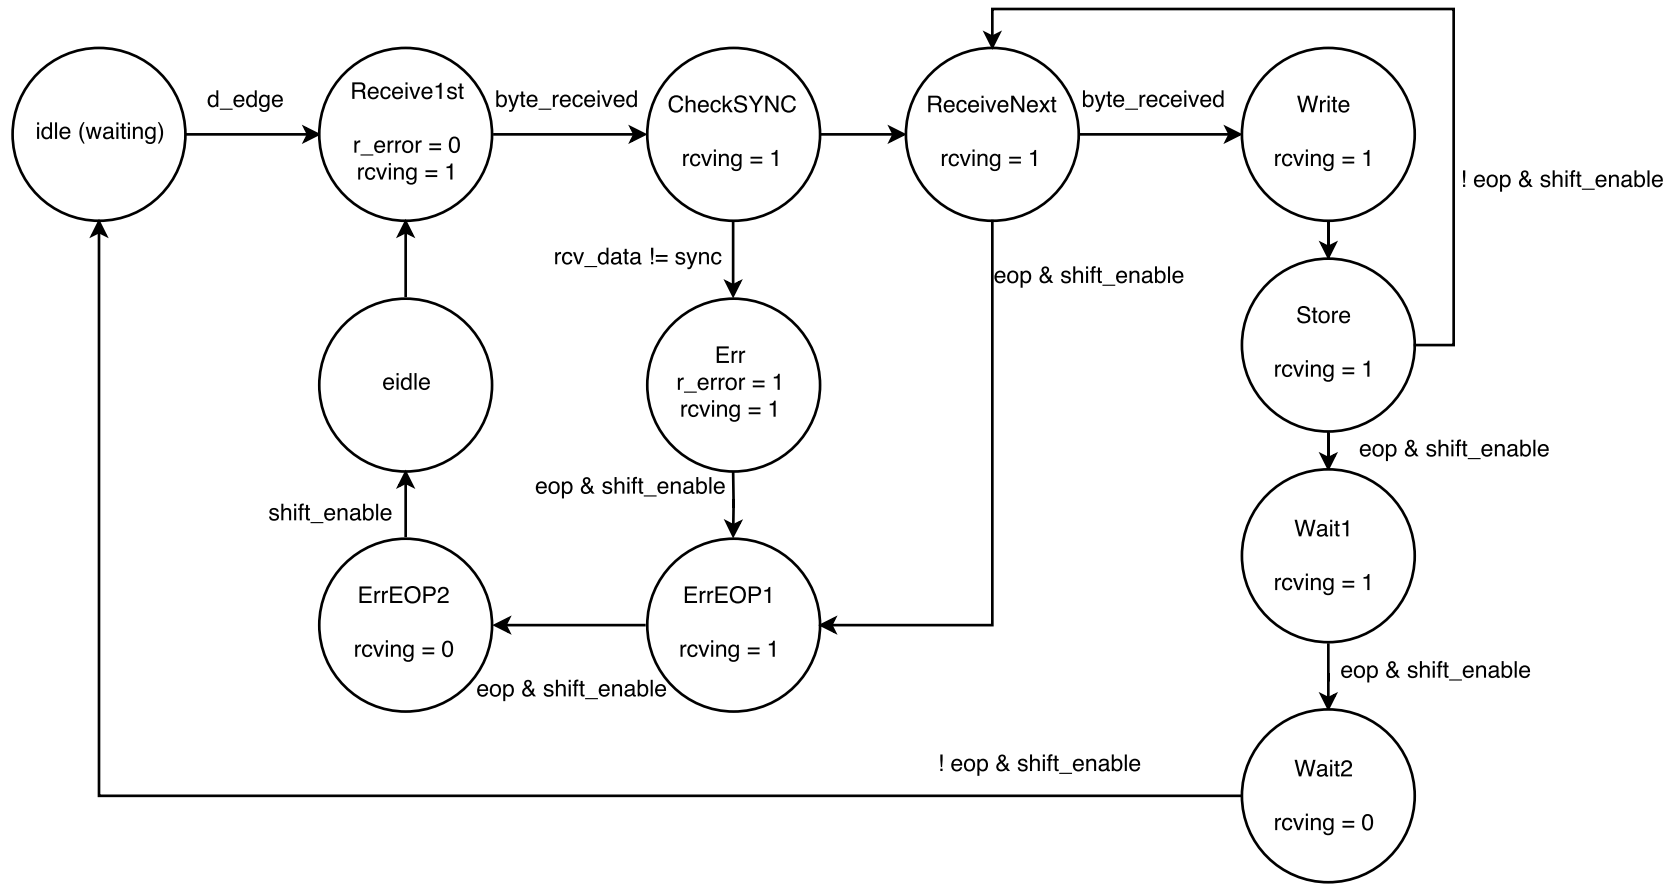 idle (waiting)
d_edge
Receive1st
r_error = 0
rcving = 1
byte_received
CheckSYNC
rcving = 1
ReceiveNext
rcving = 1
byte_received
Write
rcving = 1
! eop & shift_enable
rcv_data != sync
eop & shift_enable
Store
rcving = 1
eidle
Err
r_error = 1
rcving = 1
eop & shift_enable
shift_enable
eop & shift_enable
Wait1
rcving = 1
ErrEOP2
rcving = 0
ErrEOP1
rcving = 1
eop & shift_enable
eop & shift_enable
! eop & shift_enable
Wait2
rcving = 0